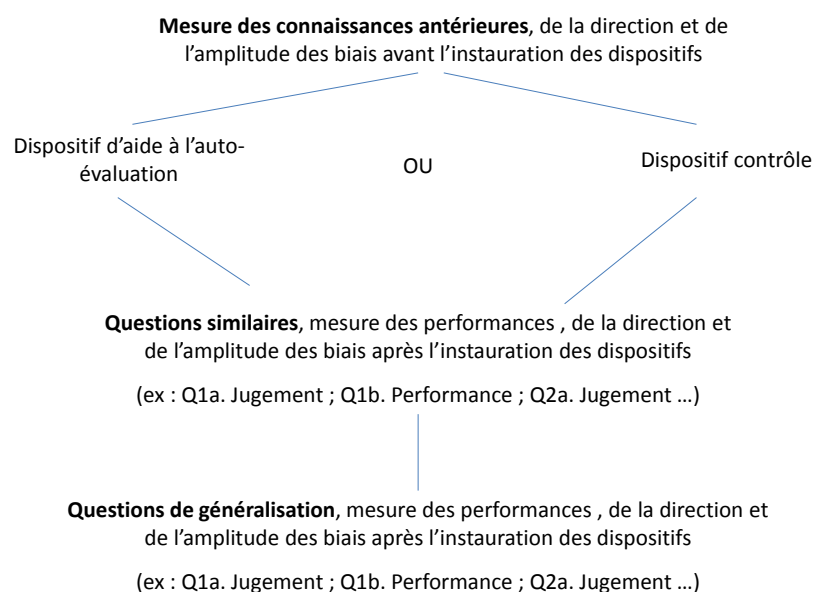 Mesure des connaissances antérieures, de la direction et de
l’amplitude des biais avant l’instauration des dispositifs
Dispositif d’aide à l’auto-
évaluation
OU
Dispositif contrôle
Questions similaires, mesure des performances , de la direction et
de l’amplitude des biais après l’instauration des dispositifs
(ex : Q1a. Jugement ; Q1b. Performance ; Q2a. Jugement …)
Questions de généralisation, mesure des performances , de la direction et
de l’amplitude des biais après l’instauration des dispositifs
(ex : Q1a. Jugement ; Q1b. Performance ; Q2a. Jugement …)